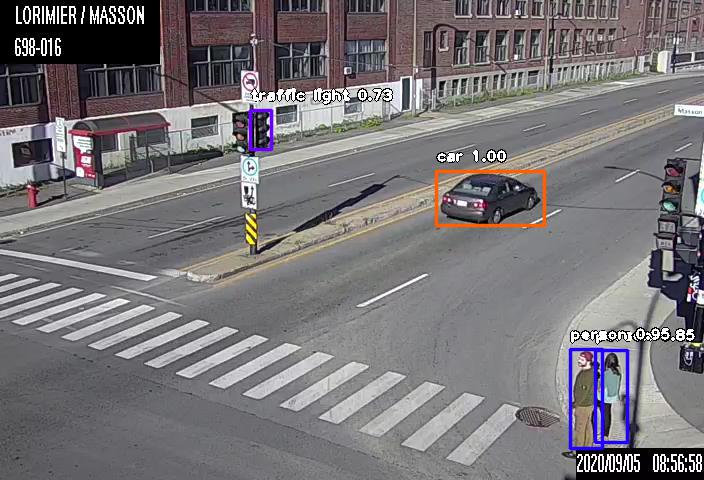 LORIMIER / MASSON
698-016
traffic light 0.73
car 1.00
Masson
person 0.95.85
2020/09/05 08:56:58